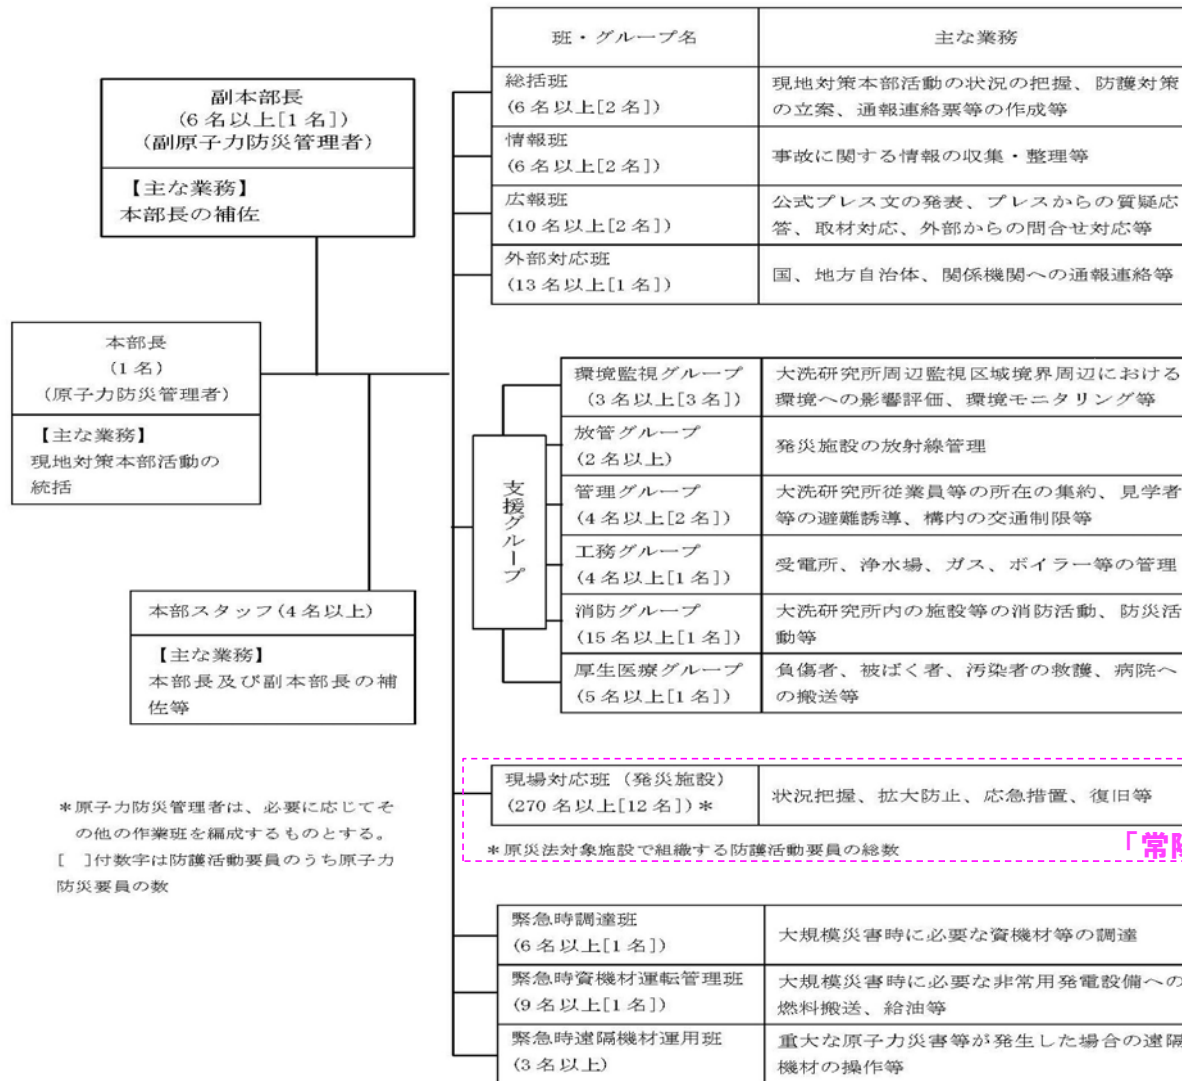 班・グループ名 主な業務
副本部長
(6名以上[1名])
(副原子力防災管理者)
【主な業務】
本部長の補佐
本部長
(1名)
(原子力防災管理者)
【主な業務】
現地対策本部活動の
統括
本部スタッフ(4名以上)
【主な業務】
本部長及び副本部長の補
佐等
総括班
(6名以上[2名])
現地対策本部活動の状況の把握、防護対策
の立案、通報連絡票等の作成等
情報班
(6名以上[2名])
事故に関する情報の収集・整理等
広報班
(10名以上[2名])
公式プレス文の発表、プレスからの質疑応
答、取材対応、外部からの問合せ対応等
外部対応班
(13名以上[1名])
国、地方自治体、関係機関への通報連絡等
支援グループ
環境監視グループ
(3名以上[3名])
大洗研究所周辺監視区域境界周辺における
環境への影響評価、環境モニタリング等
放管グループ
(2名以上)
発災施設の放射線管理
管理グループ
(4名以上[2名])
大洗研究所従業員等の所在の集約、見学者
等の避難誘導、構内の交通制限等
工務グループ
(4名以上[1名])
受電所、浄水場、ガス、ボイラー等の管理
消防グループ
(15名以上[1名])
大洗研究所内の施設等の消防活動、防災活
動等
厚生医療グループ
(5名以上[1名])
負傷者、被ばく者、汚染者の救護、病院へ
の搬送等
現場対応班(発災施設)
(270名以上[12名])*
状況把握、拡大防止、応急措置、復旧等
*原災法対象施設で組織する防護活動要員の総数
「常陽
緊急時調達班
(6名以上[1名])
大規模災害時に必要な資機材等の調達
緊急時資機材運転管理班
(9名以上[1名])
大規模災害時に必要な非常用発電設備への
燃料搬送、給油等
緊急時遠隔機材運用班
(3名以上)
重大な原子力災害等が発生した場合の遠隔
機材の操作等
*原子力防災管理者は、必要に応じてそ
の他の作業班を編成するものとする。
[ ]付数字は防護活動要員のうち原子力
防災要員の数